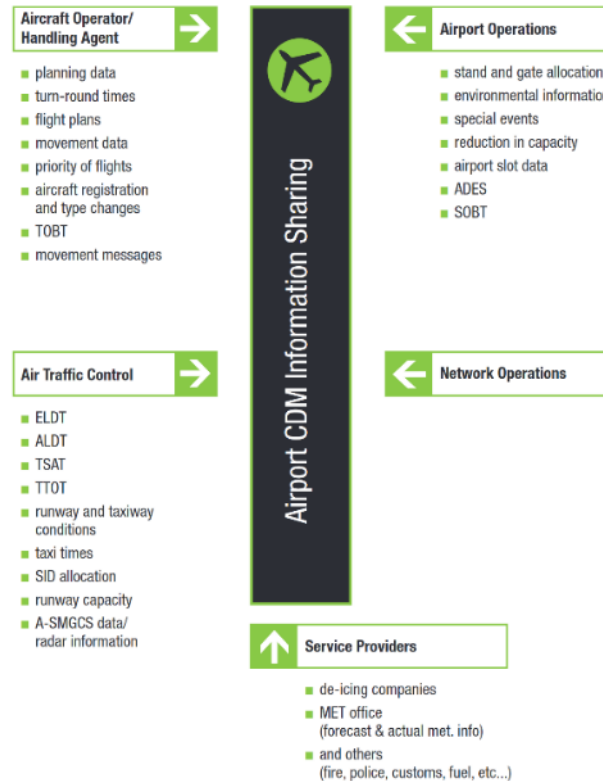 Aircraft Operator/
Handling Agent
planning data
turn-round times
flight plans
movement data
priority of flights
aircraft registration
and type changes
TOBT
movement messages
Airport CDM Information Sharing
Airport Operations
stand and gate allocation
environmental information
special events
reduction in capacity
airport slot data
ADES
SOBT
Air Traffic Control
ELDT
ALDT
TSAT
TTOT
runway and taxiway
conditions
taxi times
SID allocation
runway capacity
A-SMGCS data/
radar information
Network Operations
Service Providers
de-icing companies
MET office
(forecast & actual met. info)
and others
(fire, police, customs, fuel, etc...)